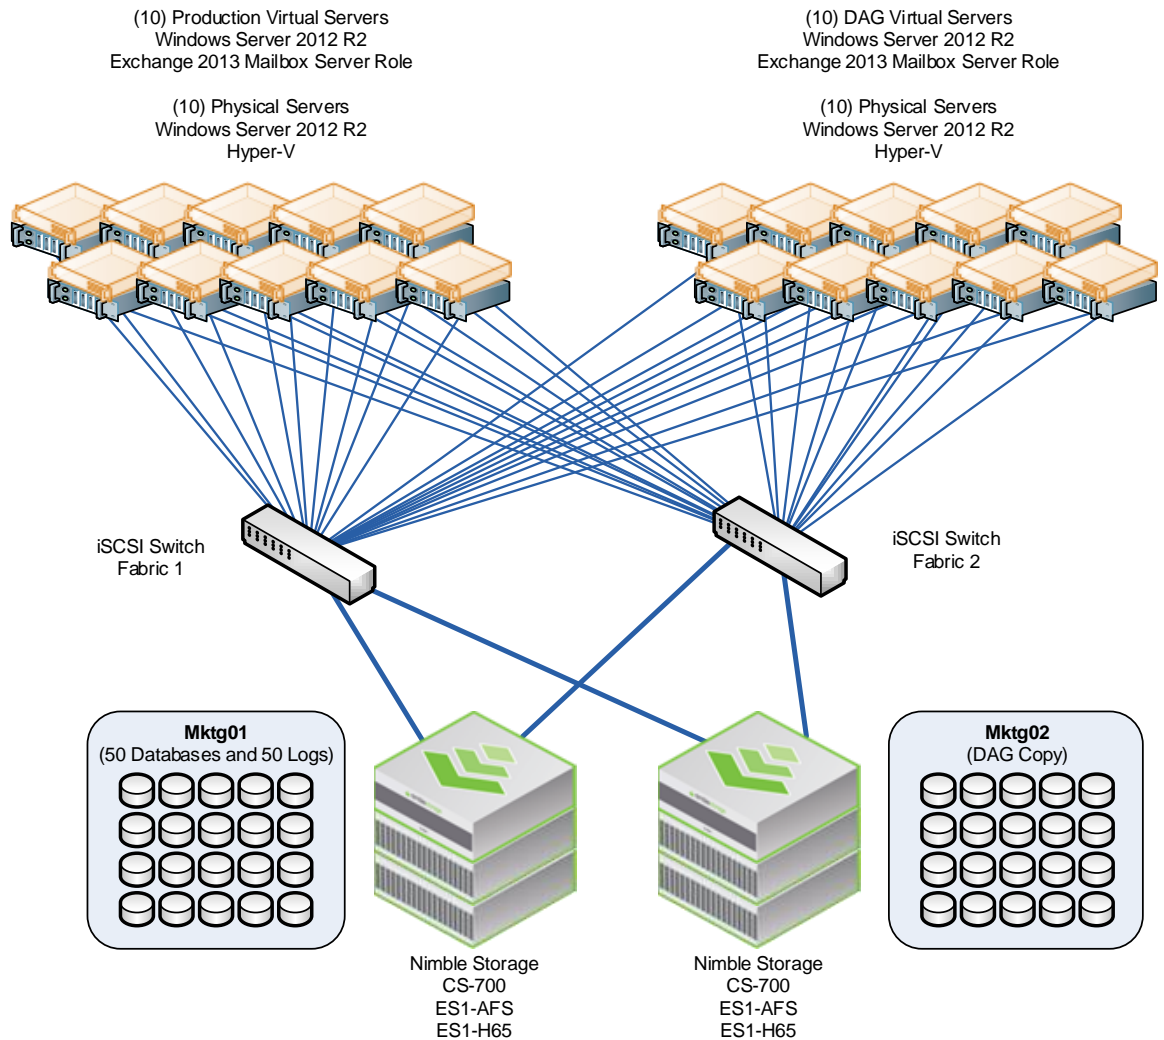 (10) Production Virtual Servers
Windows Server 2012 R2
Exchange 2013 Mailbox Server Role
(10) Physical Servers
Windows Server 2012 R2
Hyper-V
(10) DAG Virtual Servers
Windows Server 2012 R2
Exchange 2013 Mailbox Server Role
(10) Physical Servers
Windows Server 2012 R2
Hyper-V
iSCSI Switch
Fabric 1
iSCSI Switch
Fabric 2
Mktg01
(50 Databases and 50 Logs)
Mktg02
(DAG Copy)
Nimble Storage
CS-700
ES1-AFS
ES1-H65
Nimble Storage
CS-700
ES1-AFS
ES1-H65